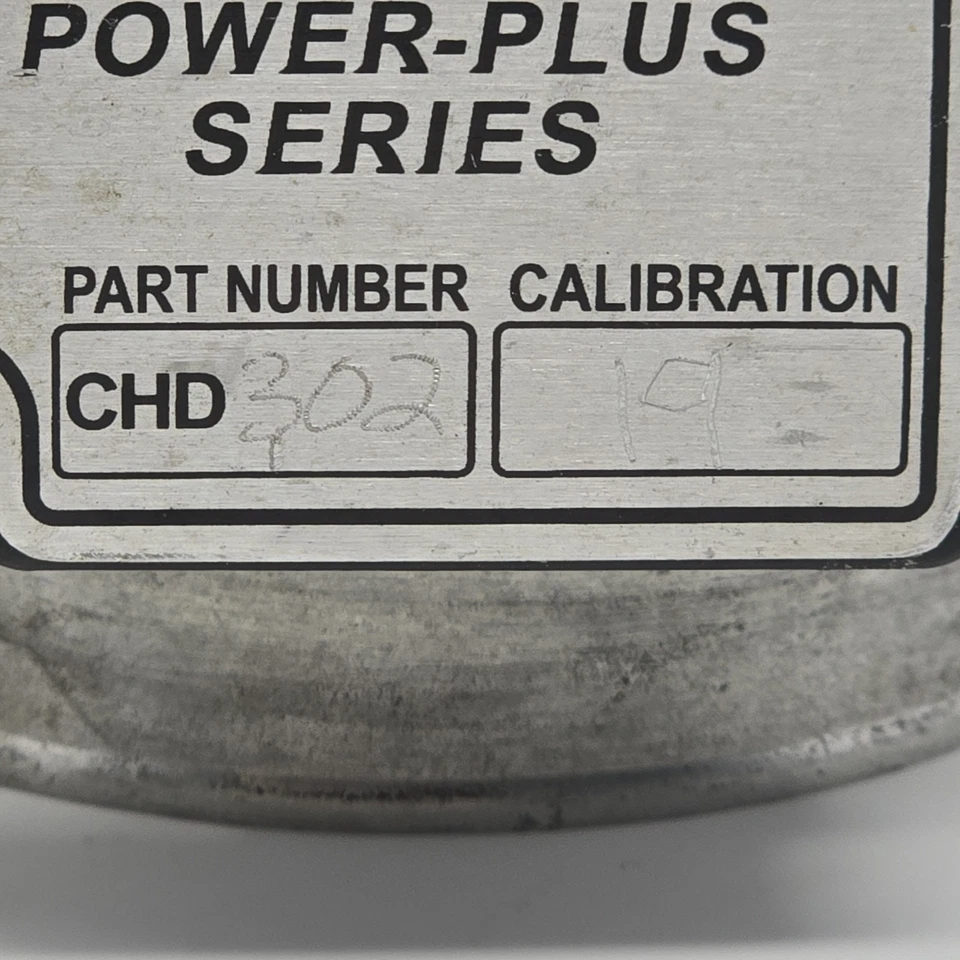 POWER-PLUS
SERIES
PART NUMBER CALIBRATION
CHD 302 19